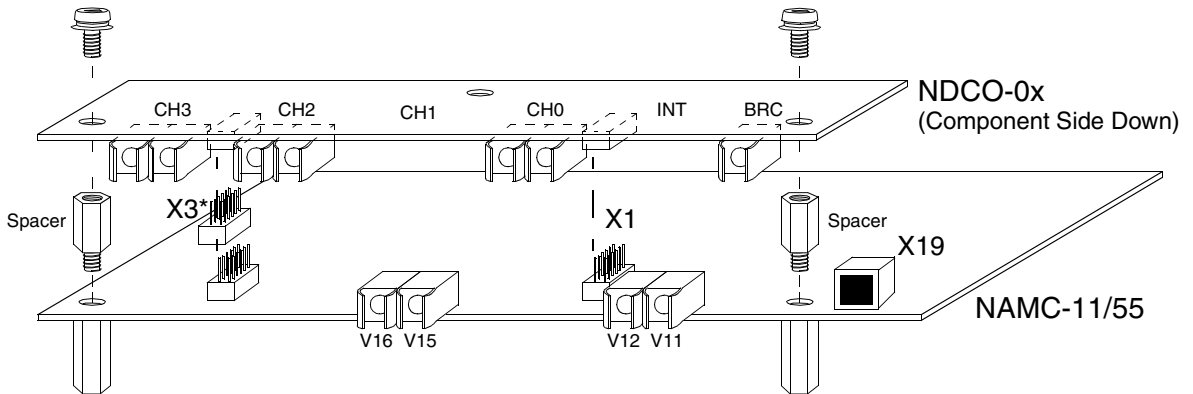 CH3 CH2 CH1 CH0 INT BRC
NDCO-0x
(Component Side Down)
Spacer
X3*
X1
Spacer
X19
NAMC-11/55
V16 V15 V12 V11